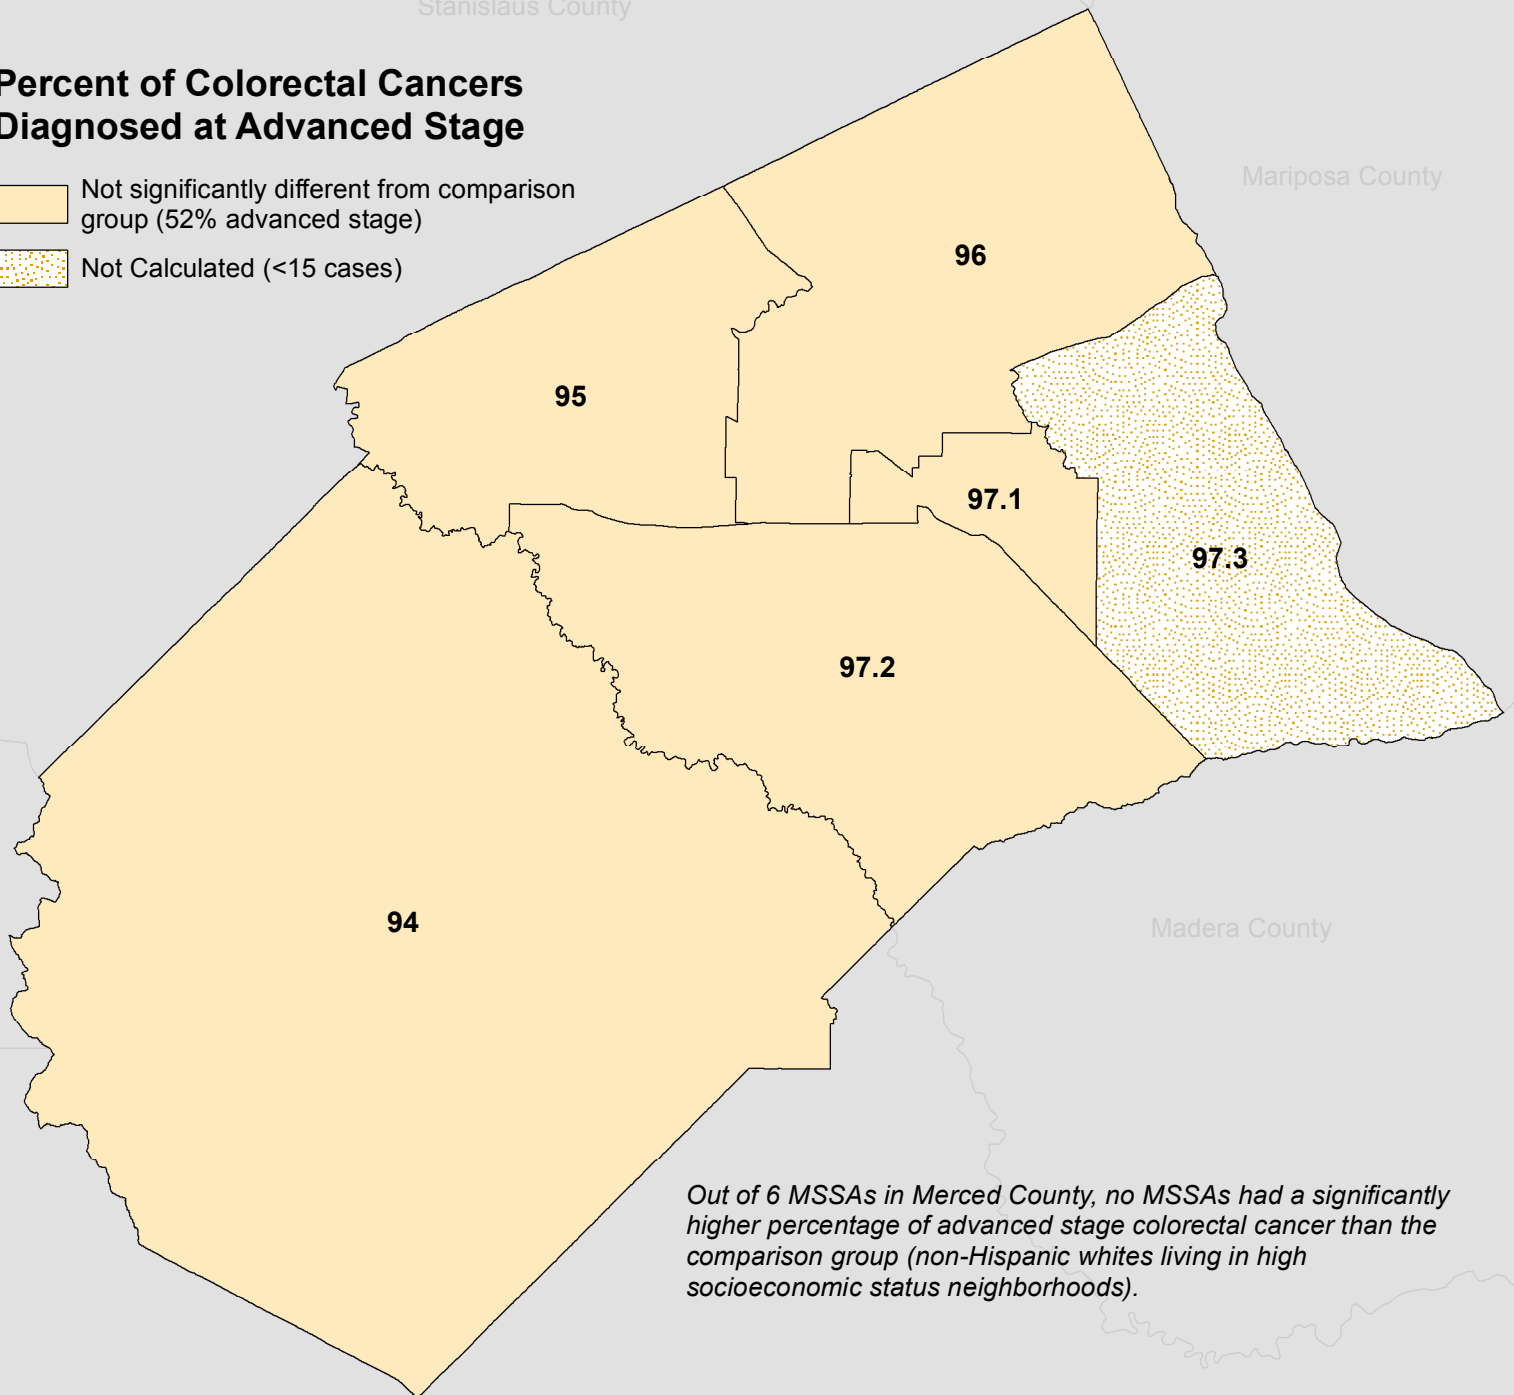 Stanislaus County
Percent of Colorectal Cancers
Diagnosed at Advanced Stage
Not significantly different from comparison
group (52% advanced stage)
Not Calculated (<15 cases)
Mariposa County
96
95
97.1
97.3
97.2
94
Madera County
Out of 6 MSSAs in Merced County, no MSSAs had a significantly
higher percentage of advanced stage colorectal cancer than the
comparison group (non-Hispanic whites living in high
socioeconomic status neighborhoods).